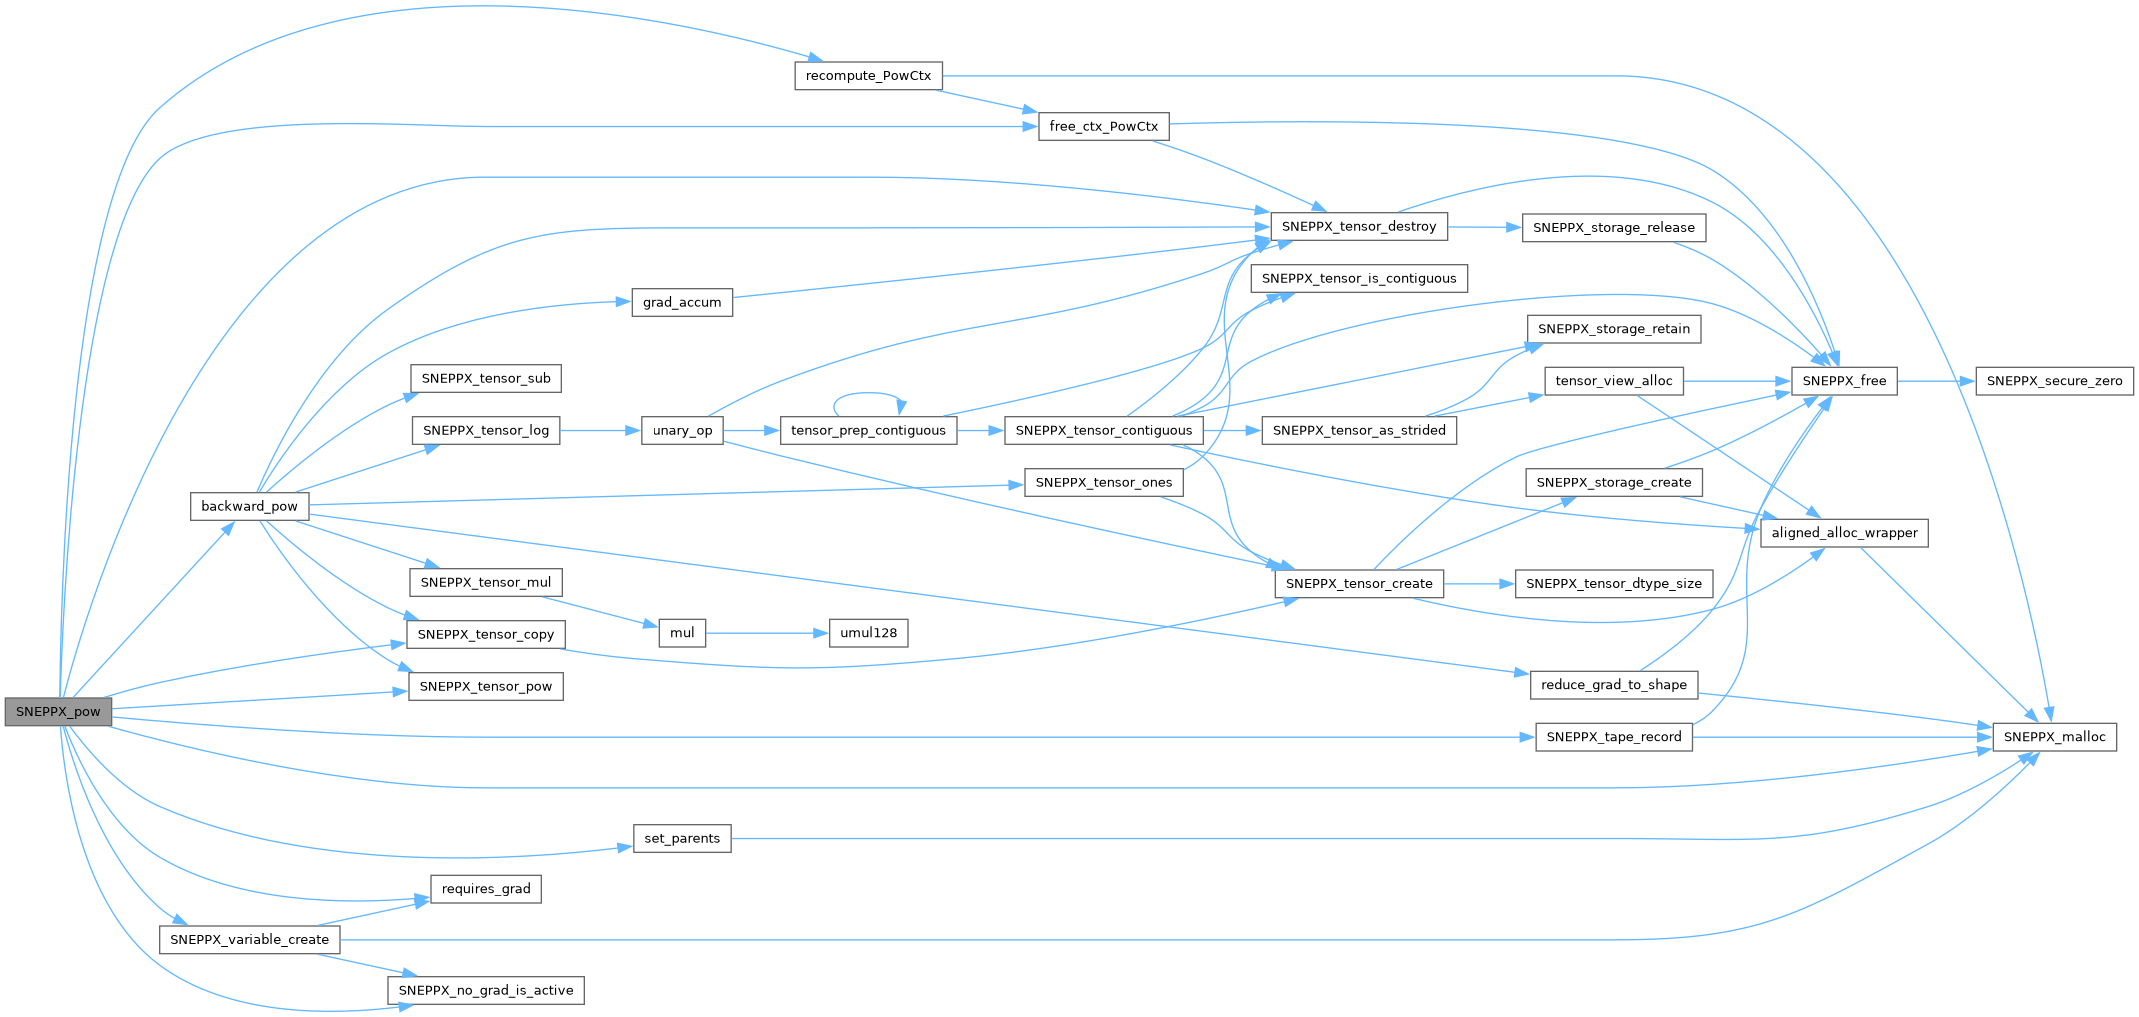 recompute_PowCtx
free_ctx_PowCtx
SNEPPX_tensor_destroy
SNEPPX_storage_release
SNEPPX_tensor_is_contiguous
grad_accum
SNEPPX_storage_retain
SNEPPX_tensor_sub
tensor_view_alloc
SNEPPX_free
SNEPPX_secure_zero
SNEPPX_tensor_log
unary_op
tensor_prep_contiguous
SNEPPX_tensor_contiguous
SNEPPX_tensor_as_strided
SNEPPX_tensor_ones
SNEPPX_storage_create
backward_pow
aligned_alloc_wrapper
SNEPPX_tensor_mul
SNEPPX_tensor_create
SNEPPX_tensor_dtype_size
SNEPPX_tensor_copy
mul
umul128
SNEPPX_tensor_pow
reduce_grad_to_shape
SNEPPX_pow
SNEPPX_tape_record
SNEPPX_malloc
set_parents
requires_grad
SNEPPX_variable_create
SNEPPX_no_grad_is_active